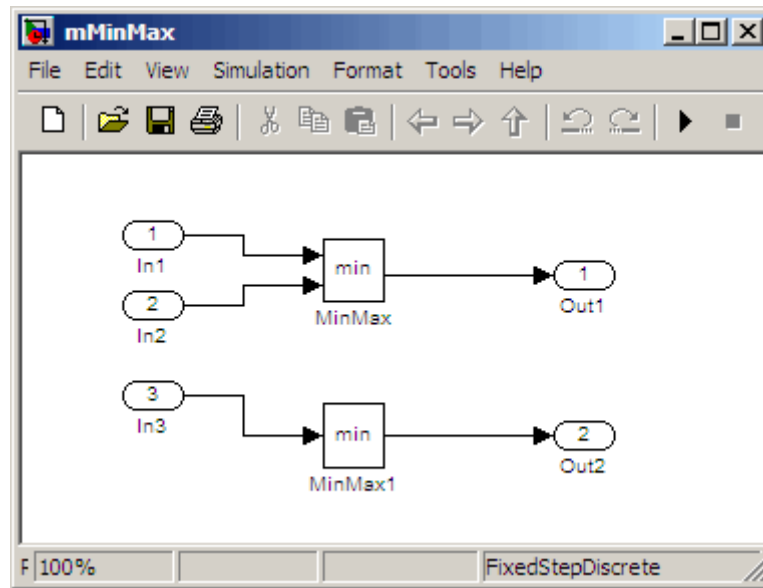 mMinMax
File Edit View Simulation Format Tools Help
1
In1
min
MinMax
1
Out1
2
In2
3
In3
min
MinMax1
2
Out2
F 100% FixedStepDiscrete